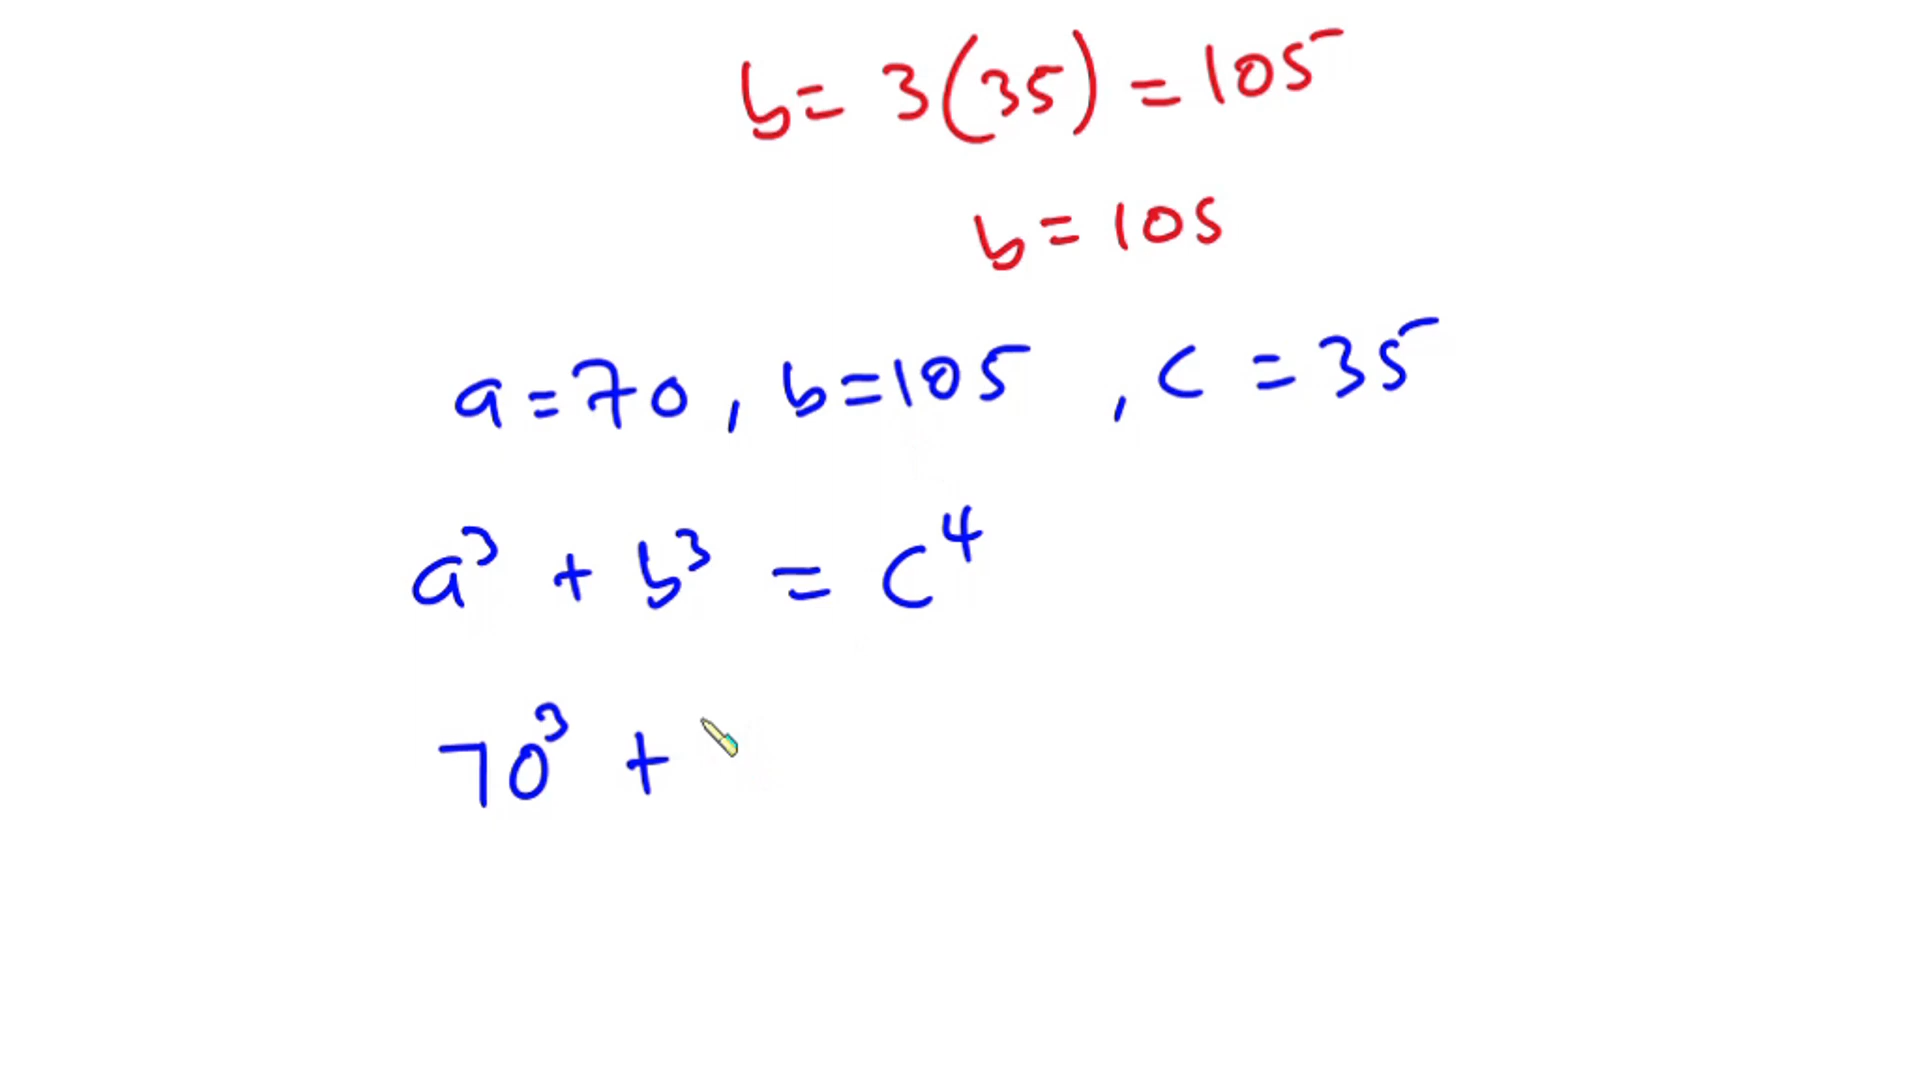 b = 3(35) = 105
b = 105
a = 70, b = 105, c = 35
a³ + b³ = c⁴
70³ +